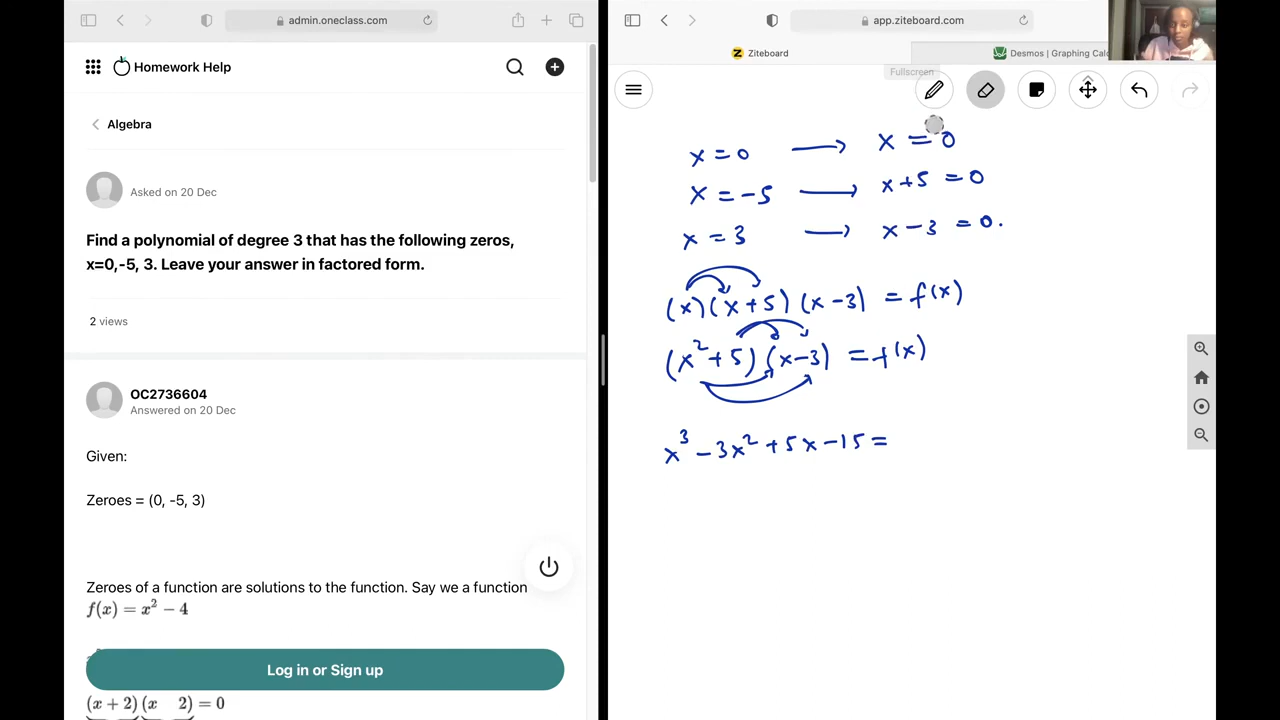 admin.oneclass.com
Homework Help
Algebra
Asked on 20 Dec
Find a polynomial of degree 3 that has the following zeros,
x=0,-5, 3. Leave your answer in factored form.
2 views
OC2736604
Answered on 20 Dec
Given:
Zeroes = (0, -5, 3)
Zeroes of a function are solutions to the function. Say we a function
f(x) = x² − 4
Log in or Sign up
(x + 2) (x 2) = 0
app.ziteboard.com
Ziteboard
Desmos | Graphing Calc
Fullscreen
x = 0 → x = 0
x = -5 → x+5 = 0
x = 3 → x - 3 = 0.
(x)(x+5)(x-3) = f(x)
(x²+5)(x-3) = f(x)
x³ - 3x² + 5x - 15 =